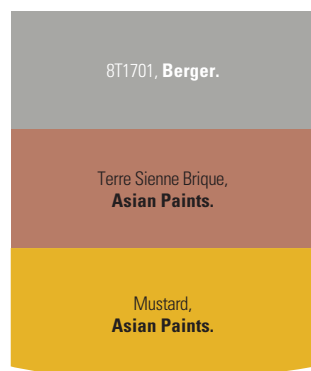 8T1701, Berger.
Terre Sienne Brique,
Asian Paints.
Mustard,
Asian Paints.